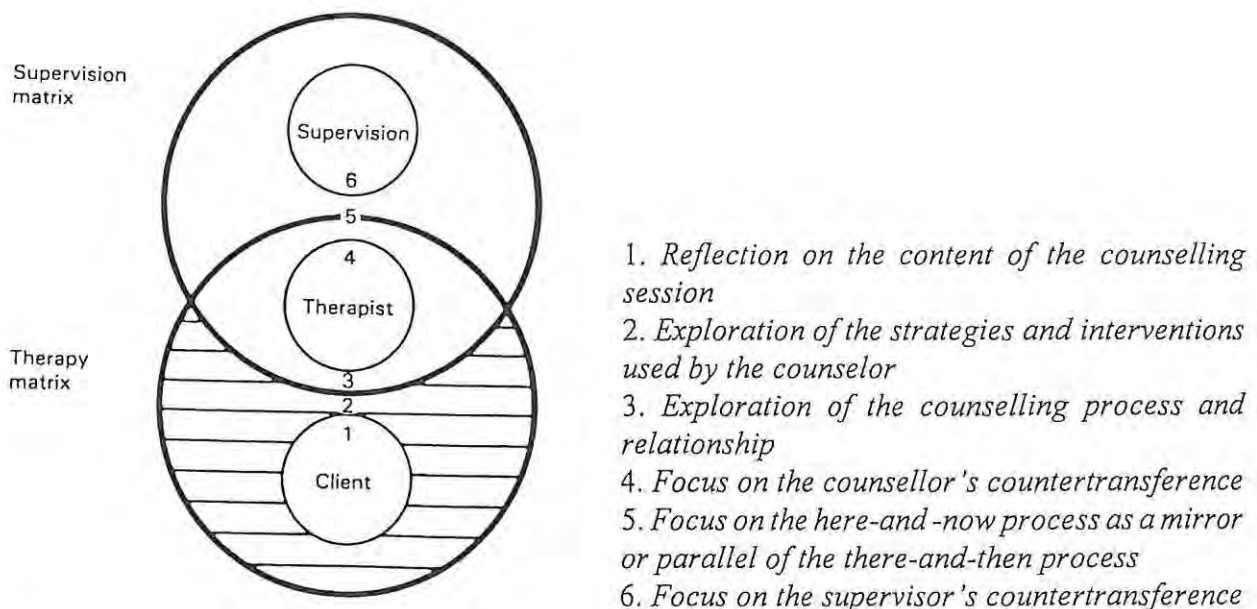 Supervision
matrix
Supervision
6
5
4
Therapist
Therapy
matrix
3
2
1
Client
1. Reflection on the content of the counselling
session
2. Exploration of the strategies and interventions
used by the counselor
3. Exploration of the counselling process and
relationship
4. Focus on the counsellor's countertransference
5. Focus on the here-and -now process as a mirror
or parallel of the there-and-then process
6. Focus on the supervisor's countertransference